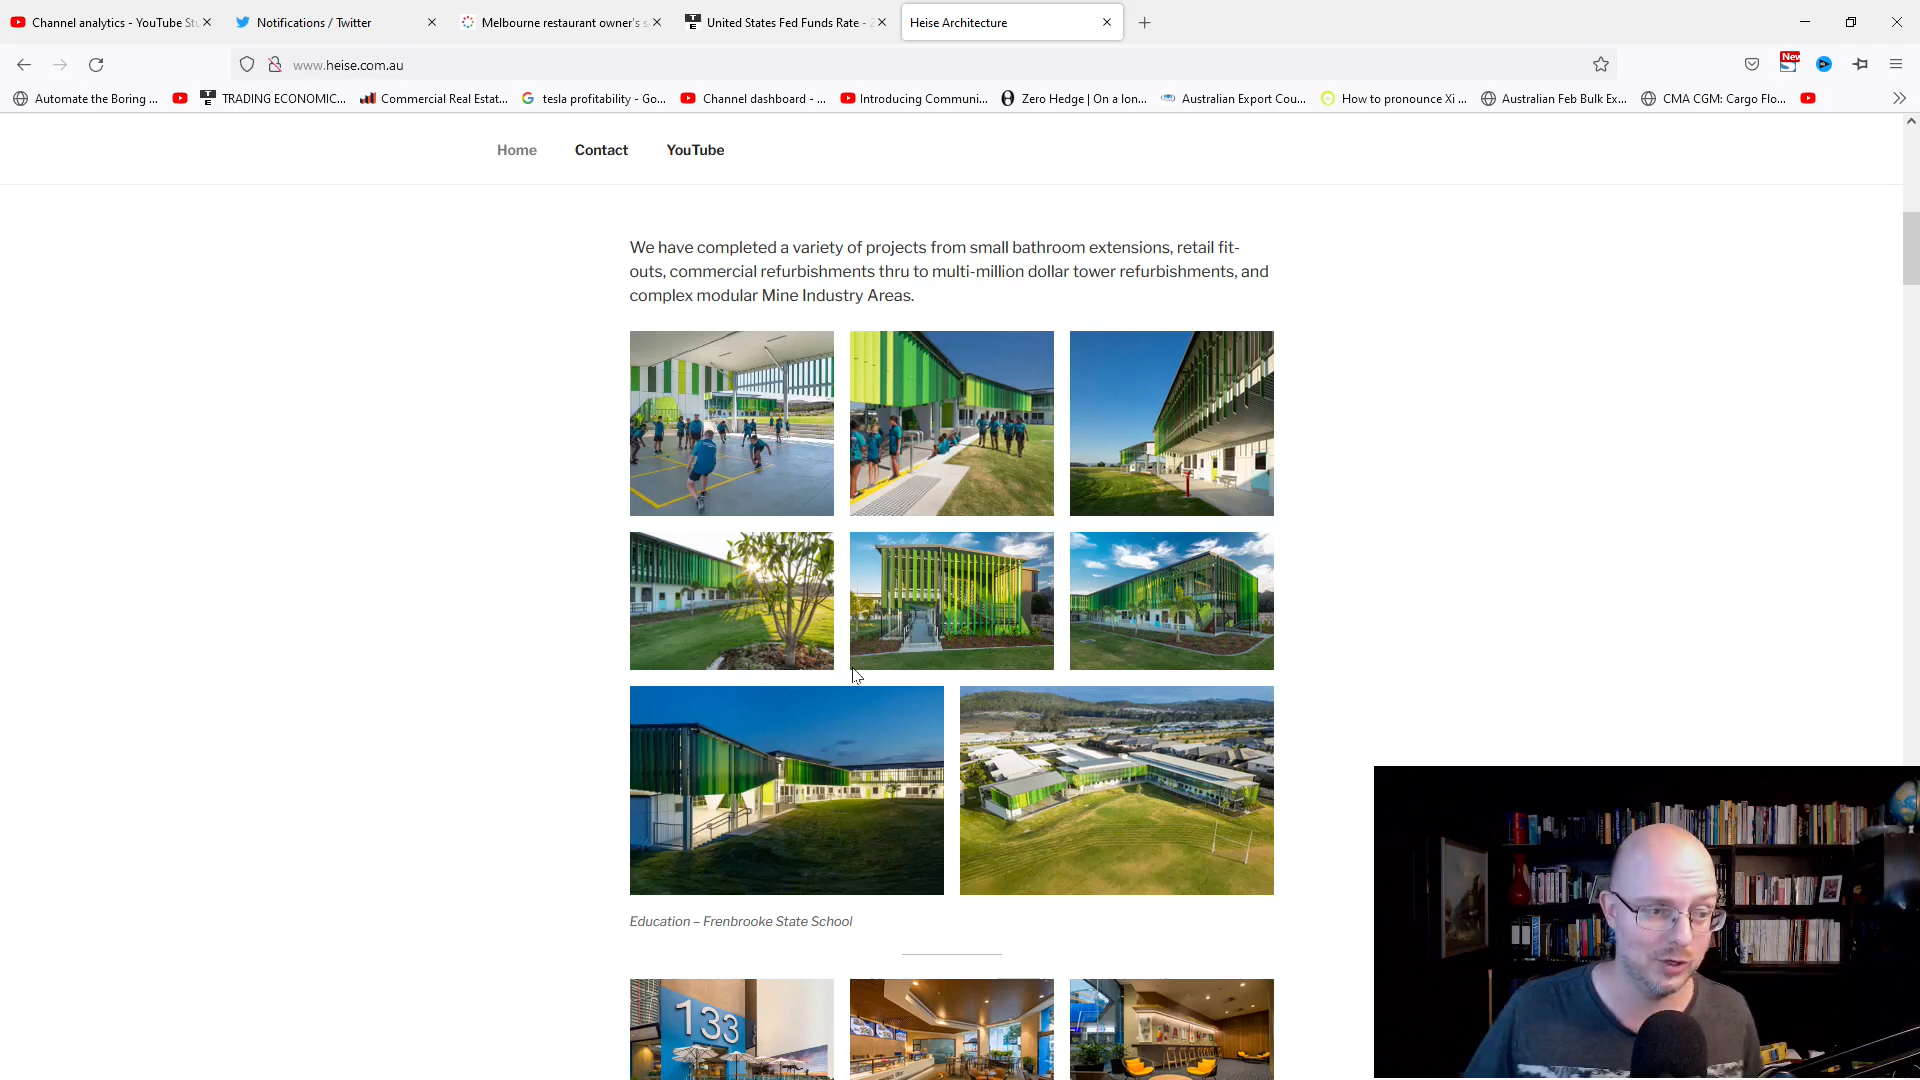 Channel analytics - YouTube Stu
Notifications / Twitter
Melbourne restaurant owner's s
United States Fed Funds Rate - 2
Heise Architecture
www.heise.com.au
New
Automate the Boring ...
TRADING ECONOMIC...
Commercial Real Estat...
tesla profitability - Go...
Channel dashboard - ...
Introducing Communi...
Zero Hedge | On a lon...
Australian Export Cou...
How to pronounce Xi ...
Australian Feb Bulk Ex...
CMA CGM: Cargo Flo...
Home
Contact
YouTube
We have completed a variety of projects from small bathroom extensions, retail fit-
outs, commercial refurbishments thru to multi-million dollar tower refurbishments, and
complex modular Mine Industry Areas.
Education – Frenbrooke State School
133